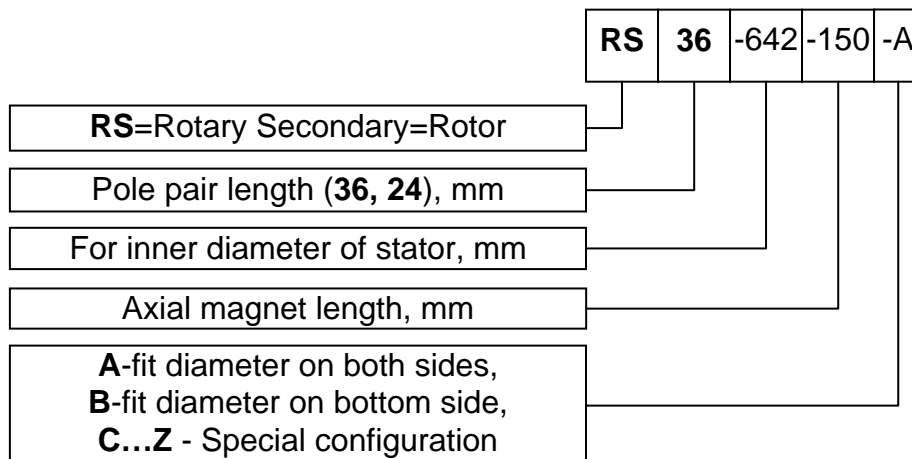 RS 36 -642 -150 -A
RS=Rotary Secondary=Rotor
Pole pair length (36, 24), mm
For inner diameter of stator, mm
Axial magnet length, mm
A-fit diameter on both sides,
B-fit diameter on bottom side,
C...Z - Special configuration